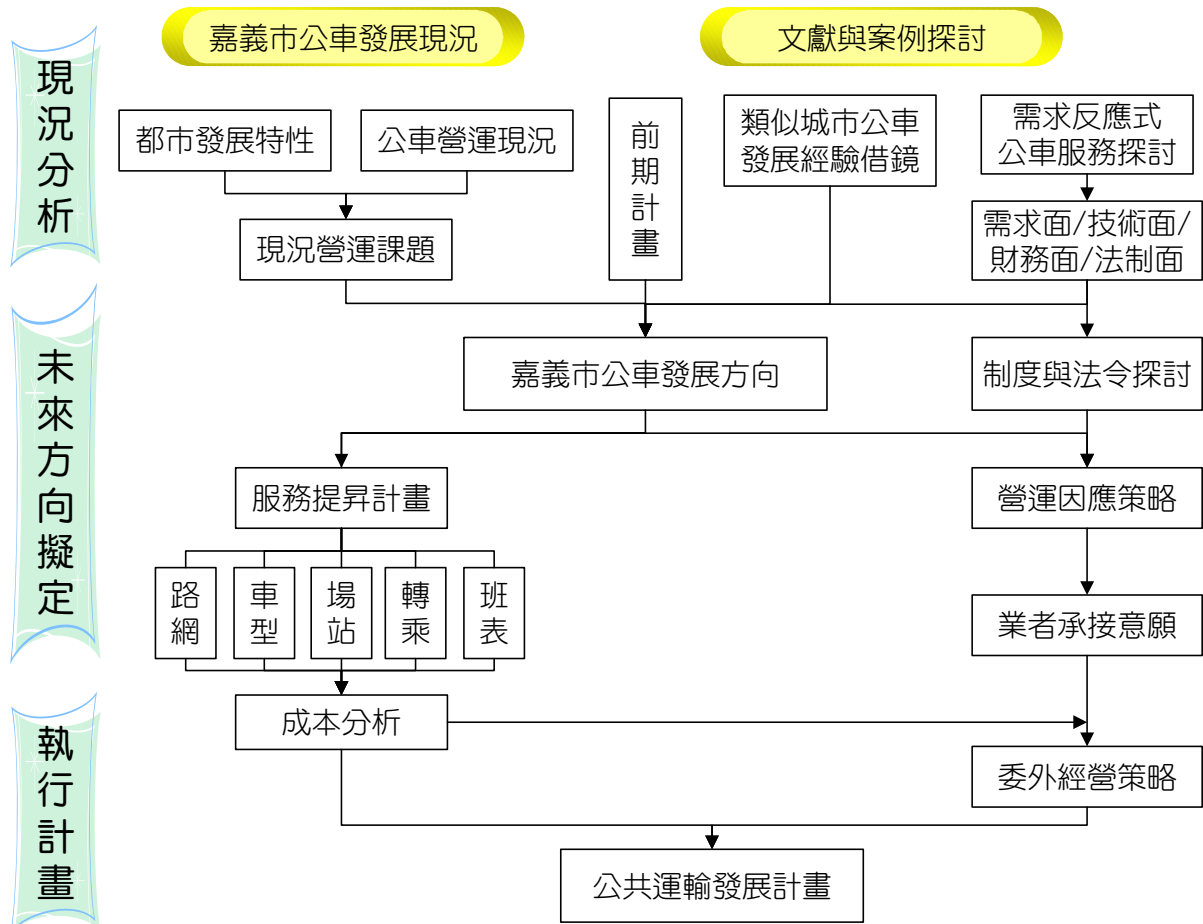 現況分析
嘉義市公車發展現況
文獻與案例探討
都市發展特性
公車營運現況
前期計畫
類似城市公車
發展經驗借鏡
需求反應式
公車服務探討
現況營運課題
需求面/技術面/
財務面/法制面
未來方向擬定
嘉義市公車發展方向
制度與法令探討
服務提昇計畫
營運因應策略
路網
車型
場站
轉乘
班表
業者承接意願
執行計畫
成本分析
委外經營策略
公共運輸發展計畫